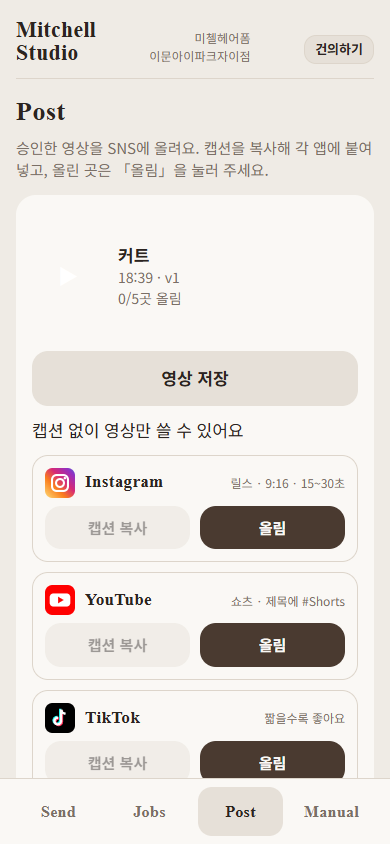 Mitchell
Studio
미첼헤어폼
이문아이파크자이점
건의하기
Post
승인한 영상을 SNS에 올려요. 캡션을 복사해 각 앱에 붙여
넣고, 올린 곳은 「올림」을 눌러 주세요.
커트
18:39 · v1
0/5곳 올림
영상 저장
캡션 없이 영상만 쓸 수 있어요
Instagram
릴스 · 9:16 · 15~30초
캡션 복사
올림
YouTube
쇼츠 · 제목에 #Shorts
캡션 복사
올림
TikTok
짧을수록 좋아요
캡션 복사
올림
Send
Jobs
Post
Manual